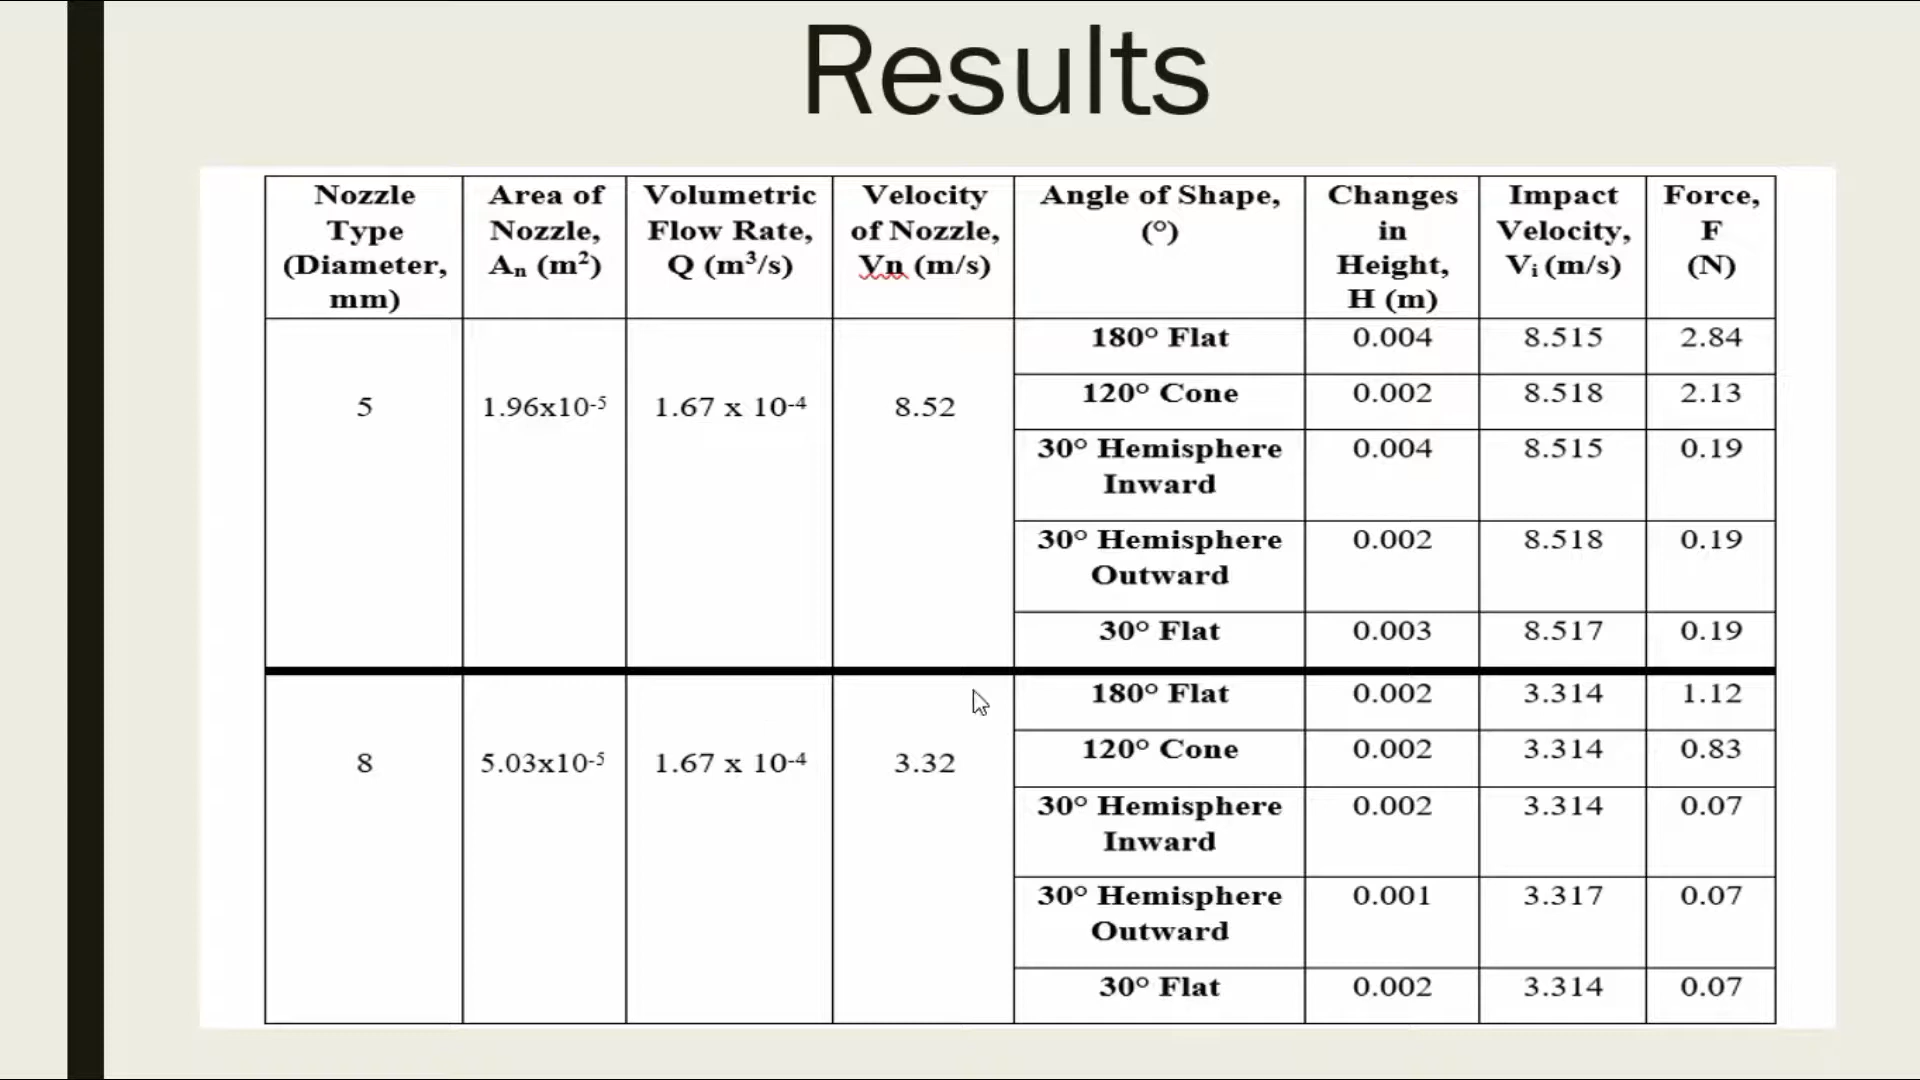 Results
Nozzle Type (Diameter, mm) Area of Nozzle, Aₙ (m²) Volumetric Flow Rate, Q (m³/s) Velocity of Nozzle, Vn (m/s) Angle of Shape, (°) Changes in Height, H (m) Impact Velocity, Vᵢ (m/s) Force, F (N)
5 1.96x10⁻⁵ 1.67 x 10⁻⁴ 8.52 180° Flat 0.004 8.515 2.84
120° Cone 0.002 8.518 2.13
30° Hemisphere Inward 0.004 8.515 0.19
30° Hemisphere Outward 0.002 8.518 0.19
30° Flat 0.003 8.517 0.19
8 5.03x10⁻⁵ 1.67 x 10⁻⁴ 3.32 180° Flat 0.002 3.314 1.12
120° Cone 0.002 3.314 0.83
30° Hemisphere Inward 0.002 3.314 0.07
30° Hemisphere Outward 0.001 3.317 0.07
30° Flat 0.002 3.314 0.07